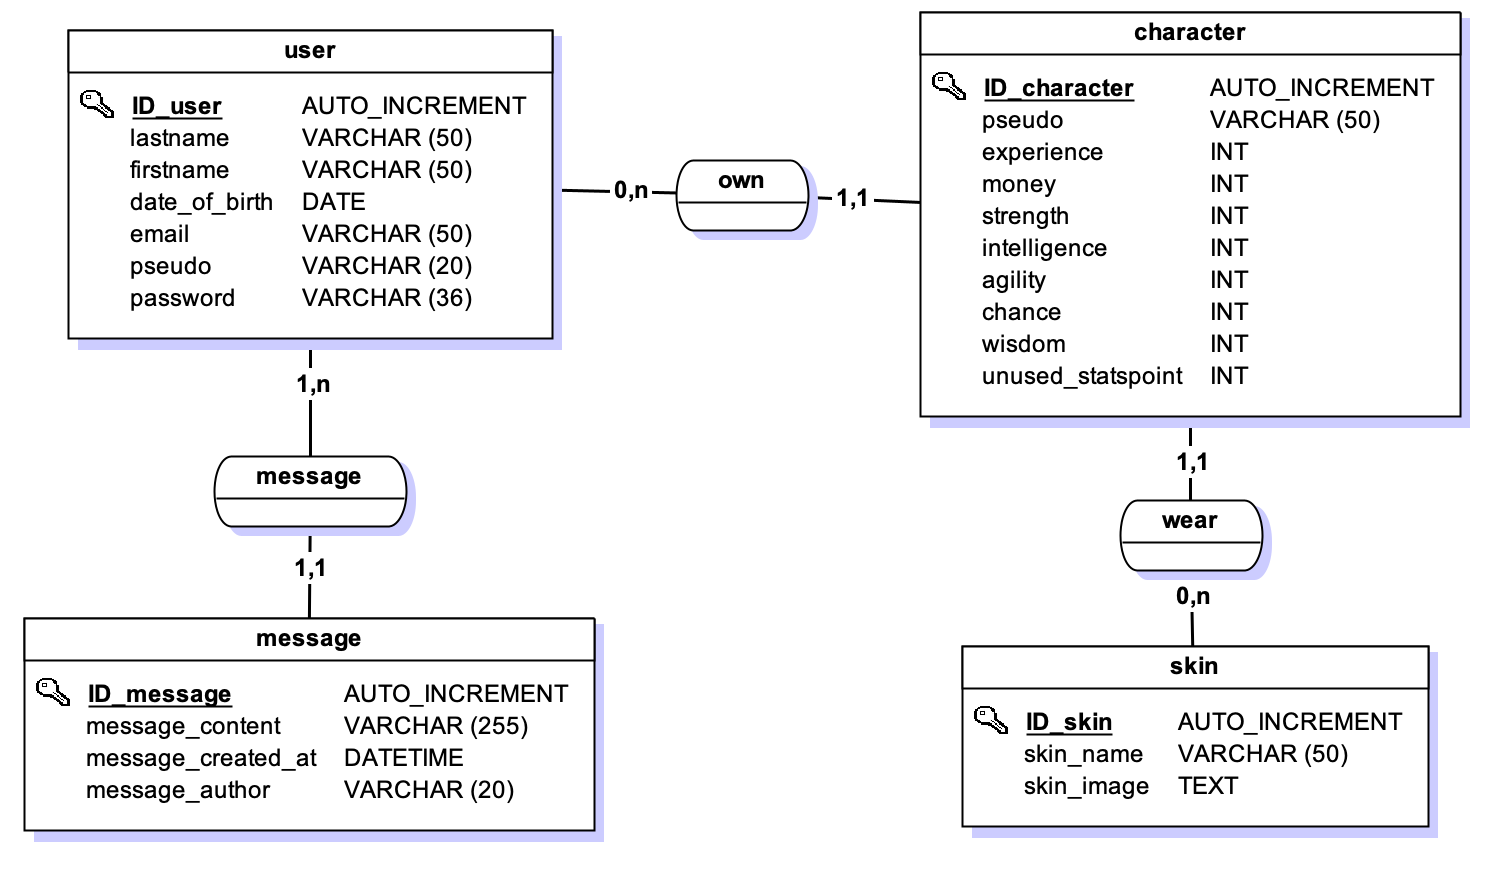 user
ID_user AUTO_INCREMENT
lastname VARCHAR (50)
firstname VARCHAR (50)
date_of_birth DATE
email VARCHAR (50)
pseudo VARCHAR (20)
password VARCHAR (36)
0,n
own
1,1
character
ID_character AUTO_INCREMENT
pseudo VARCHAR (50)
experience INT
money INT
strength INT
intelligence INT
agility INT
chance INT
wisdom INT
unused_statspoint INT
1,n
message
1,1
message
ID_message AUTO_INCREMENT
message_content VARCHAR (255)
message_created_at DATETIME
message_author VARCHAR (20)
1,1
wear
0,n
skin
ID_skin AUTO_INCREMENT
skin_name VARCHAR (50)
skin_image TEXT